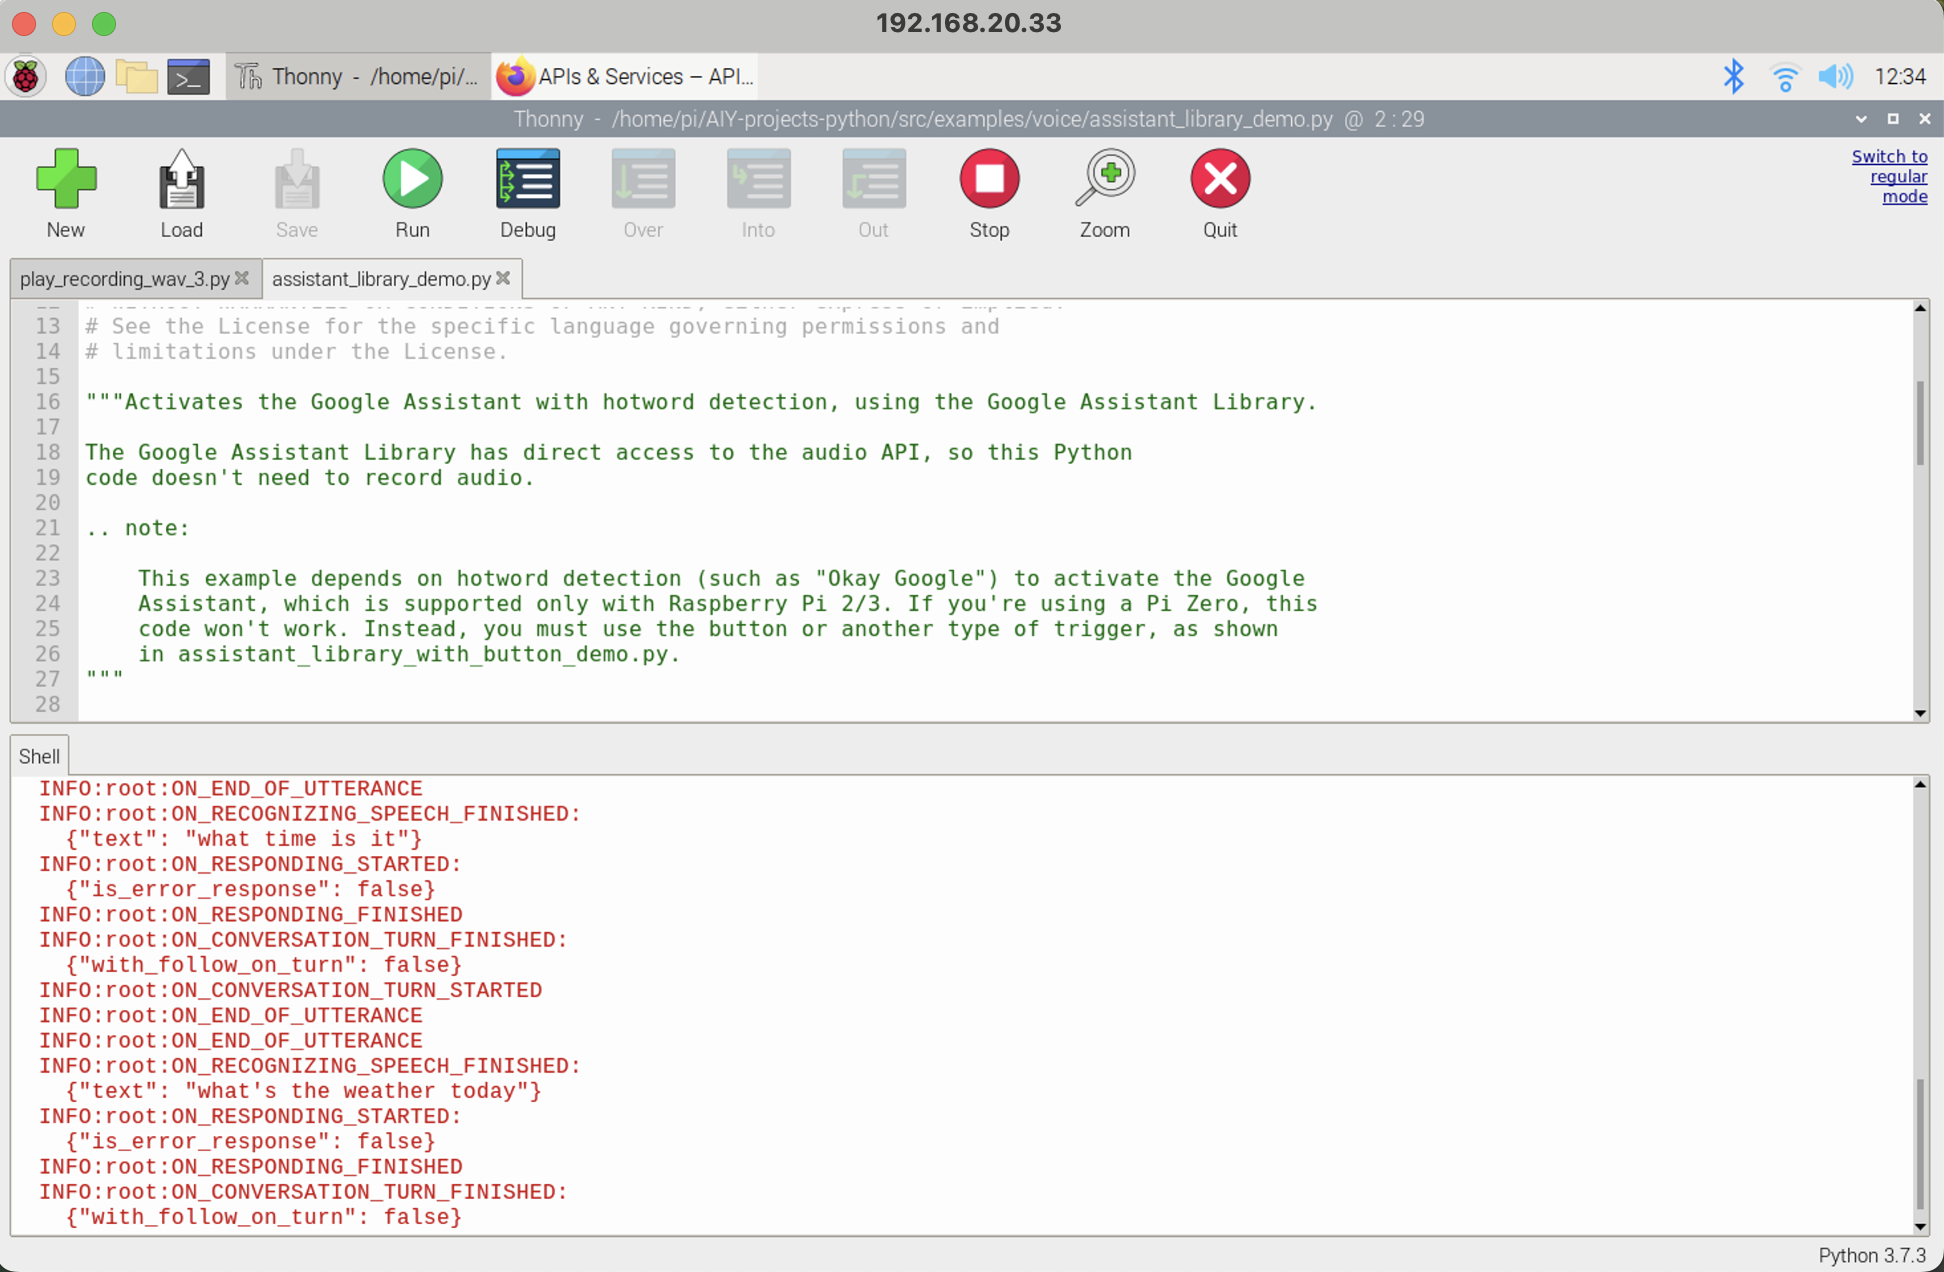 192.168.20.33
Thonny - /home/pi/...
APIs & Services – API...
12:34
Thonny - /home/pi/AIY-projects-python/src/examples/voice/assistant_library_demo.py @ 2 : 29
New
Load
Save
Run
Debug
Over
Into
Out
Stop
Zoom
Quit
Switch to
regular
mode
play_recording_wav_3.py
assistant_library_demo.py
13 # See the License for the specific language governing permissions and
14 # limitations under the License.
15
16 """Activates the Google Assistant with hotword detection, using the Google Assistant Library.
17
18 The Google Assistant Library has direct access to the audio API, so this Python
19 code doesn't need to record audio.
20
21 .. note:
22
23 This example depends on hotword detection (such as "Okay Google") to activate the Google
24 Assistant, which is supported only with Raspberry Pi 2/3. If you're using a Pi Zero, this
25 code won't work. Instead, you must use the button or another type of trigger, as shown
26 in assistant_library_with_button_demo.py.
27 """
28
Shell
INFO:root:ON_END_OF_UTTERANCE
INFO:root:ON_RECOGNIZING_SPEECH_FINISHED:
{"text": "what time is it"}
INFO:root:ON_RESPONDING_STARTED:
{"is_error_response": false}
INFO:root:ON_RESPONDING_FINISHED
INFO:root:ON_CONVERSATION_TURN_FINISHED:
{"with_follow_on_turn": false}
INFO:root:ON_CONVERSATION_TURN_STARTED
INFO:root:ON_END_OF_UTTERANCE
INFO:root:ON_END_OF_UTTERANCE
INFO:root:ON_RECOGNIZING_SPEECH_FINISHED:
{"text": "what's the weather today"}
INFO:root:ON_RESPONDING_STARTED:
{"is_error_response": false}
INFO:root:ON_RESPONDING_FINISHED
INFO:root:ON_CONVERSATION_TURN_FINISHED:
{"with_follow_on_turn": false}
Python 3.7.3